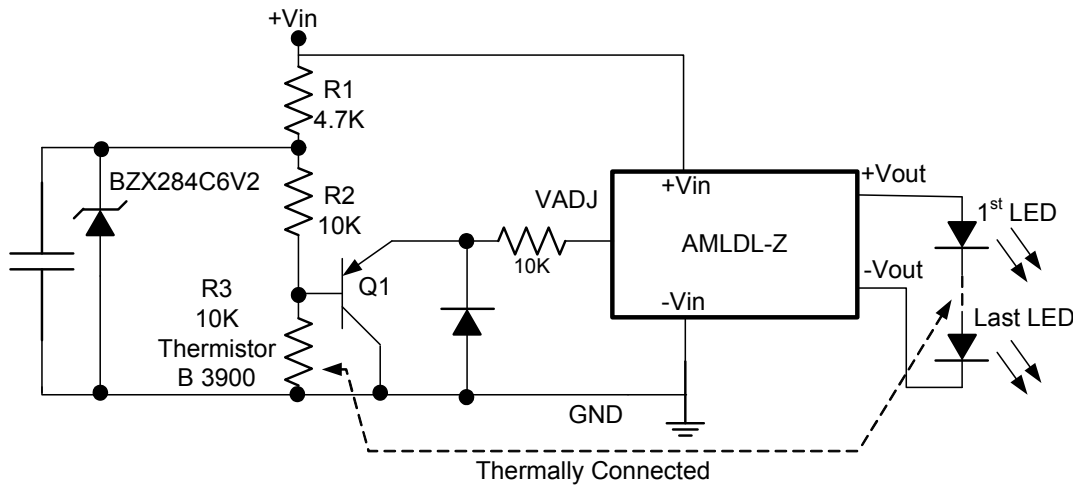 +Vin
R1
4.7K
BZX284C6V2
R2
10K
VADJ
10K
Q1
R3
10K
Thermistor
B 3900
+Vin
AMLDL-Z
-Vin
+Vout
-Vout
1st LED
Last LED
GND
Thermally Connected